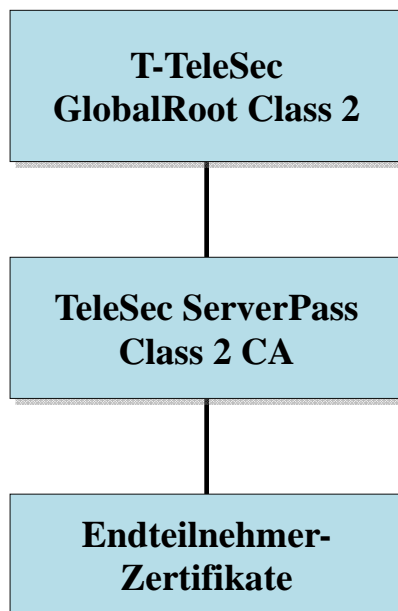 T-TeleSec
GlobalRoot Class 2
TeleSec ServerPass
Class 2 CA
Endteilnehmer-
Zertifikate